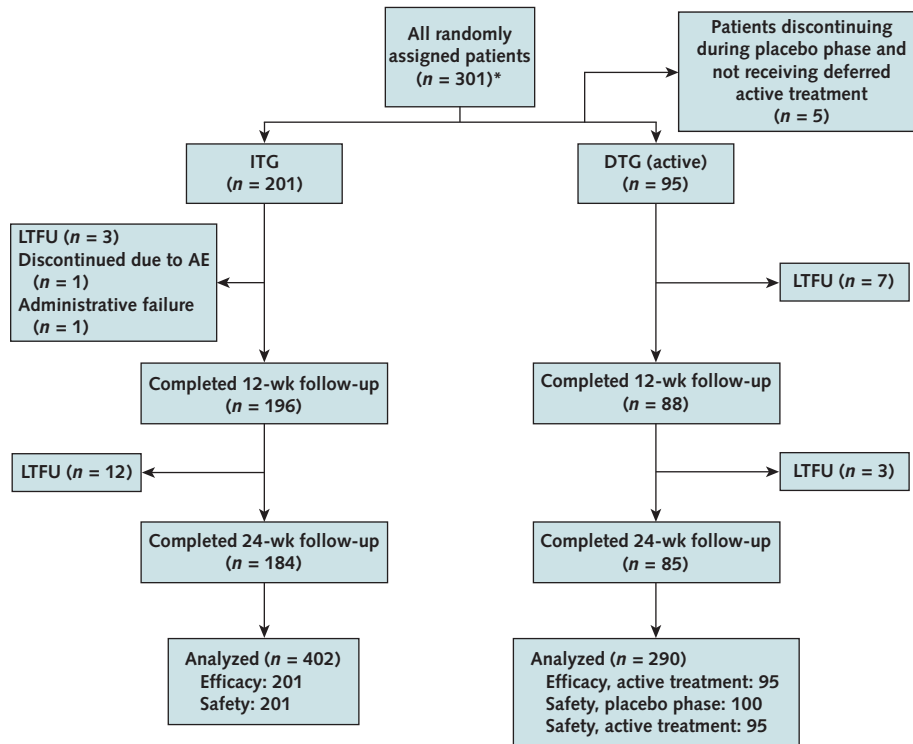 All randomly
assigned patients
(n = 301)*
Patients discontinuing
during placebo phase and
not receiving deferred
active treatment
(n = 5)
ITG
(n = 201)
DTG (active)
(n = 95)
LTFU (n = 3)
Discontinued due to AE
(n = 1)
Administrative failure
(n = 1)
LTFU (n = 7)
Completed 12-wk follow-up
(n = 196)
Completed 12-wk follow-up
(n = 88)
LTFU (n = 12)
LTFU (n = 3)
Completed 24-wk follow-up
(n = 184)
Completed 24-wk follow-up
(n = 85)
Analyzed (n = 402)
Efficacy: 201
Safety: 201
Analyzed (n = 290)
Efficacy, active treatment: 95
Safety, placebo phase: 100
Safety, active treatment: 95